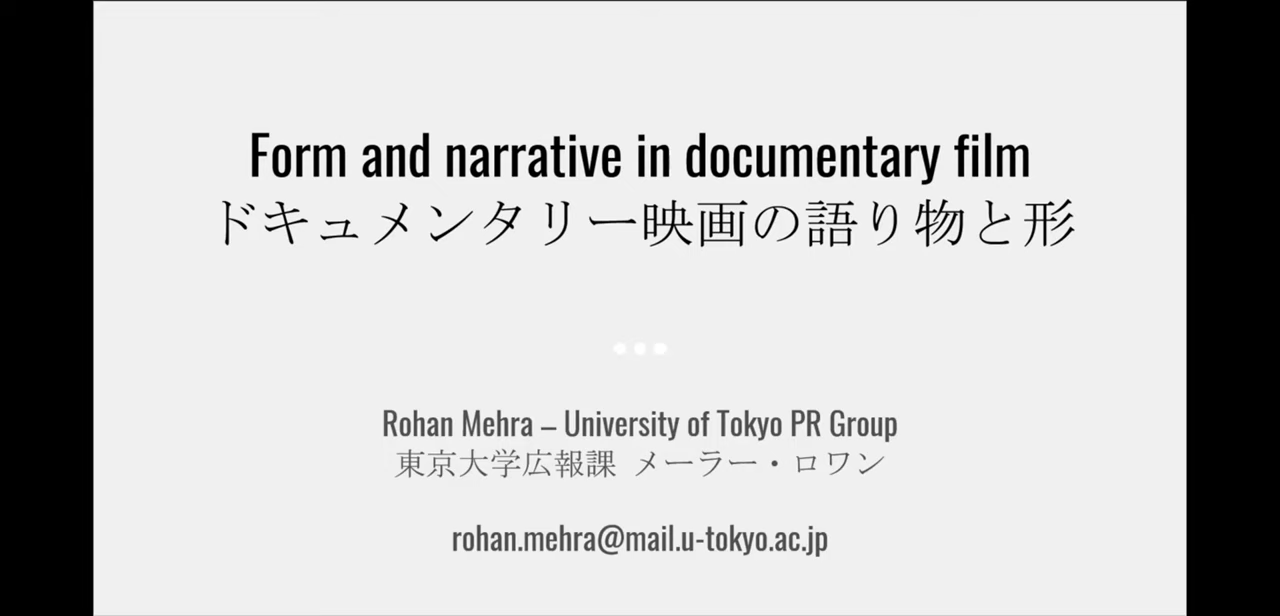 Form and narrative in documentary film
ドキュメンタリー映画の語り物と形
Rohan Mehra – University of Tokyo PR Group
東京大学広報課 メーラー・ロワン
rohan.mehra@mail.u-tokyo.ac.jp